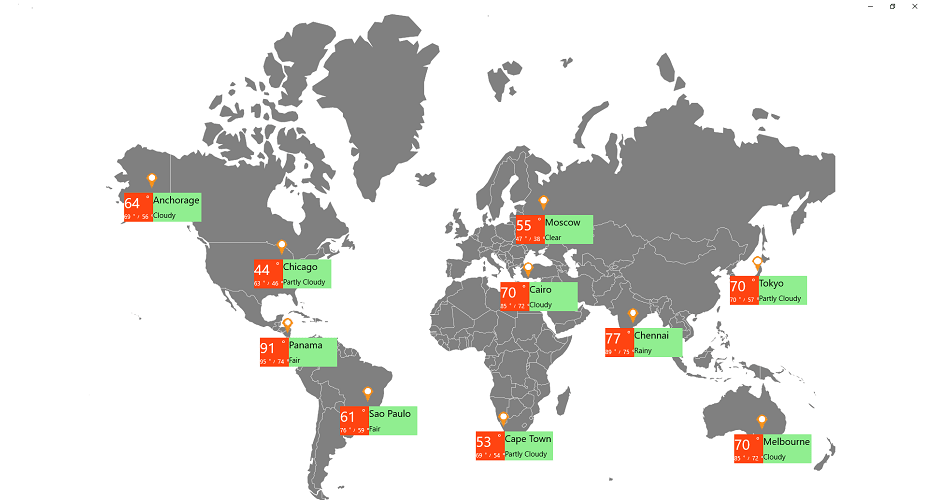 64 ° Anchorage
69 ° / 56 ° Cloudy
55 ° Moscow
47 ° / 38 ° Clear
44 ° Chicago
63 ° / 46 ° Partly Cloudy
70 ° Cairo
85 ° / 72 ° Cloudy
70 ° Tokyo
70 ° / 57 ° Partly Cloudy
77 ° Chennai
89 ° / 75 ° Rainy
91 ° Panama
95 ° / 74 ° Fair
61 ° Sao Paulo
76 ° / 59 ° Fair
53 ° Cape Town
69 ° / 54 ° Partly Cloudy
70 ° Melbourne
85 ° / 72 ° Cloudy